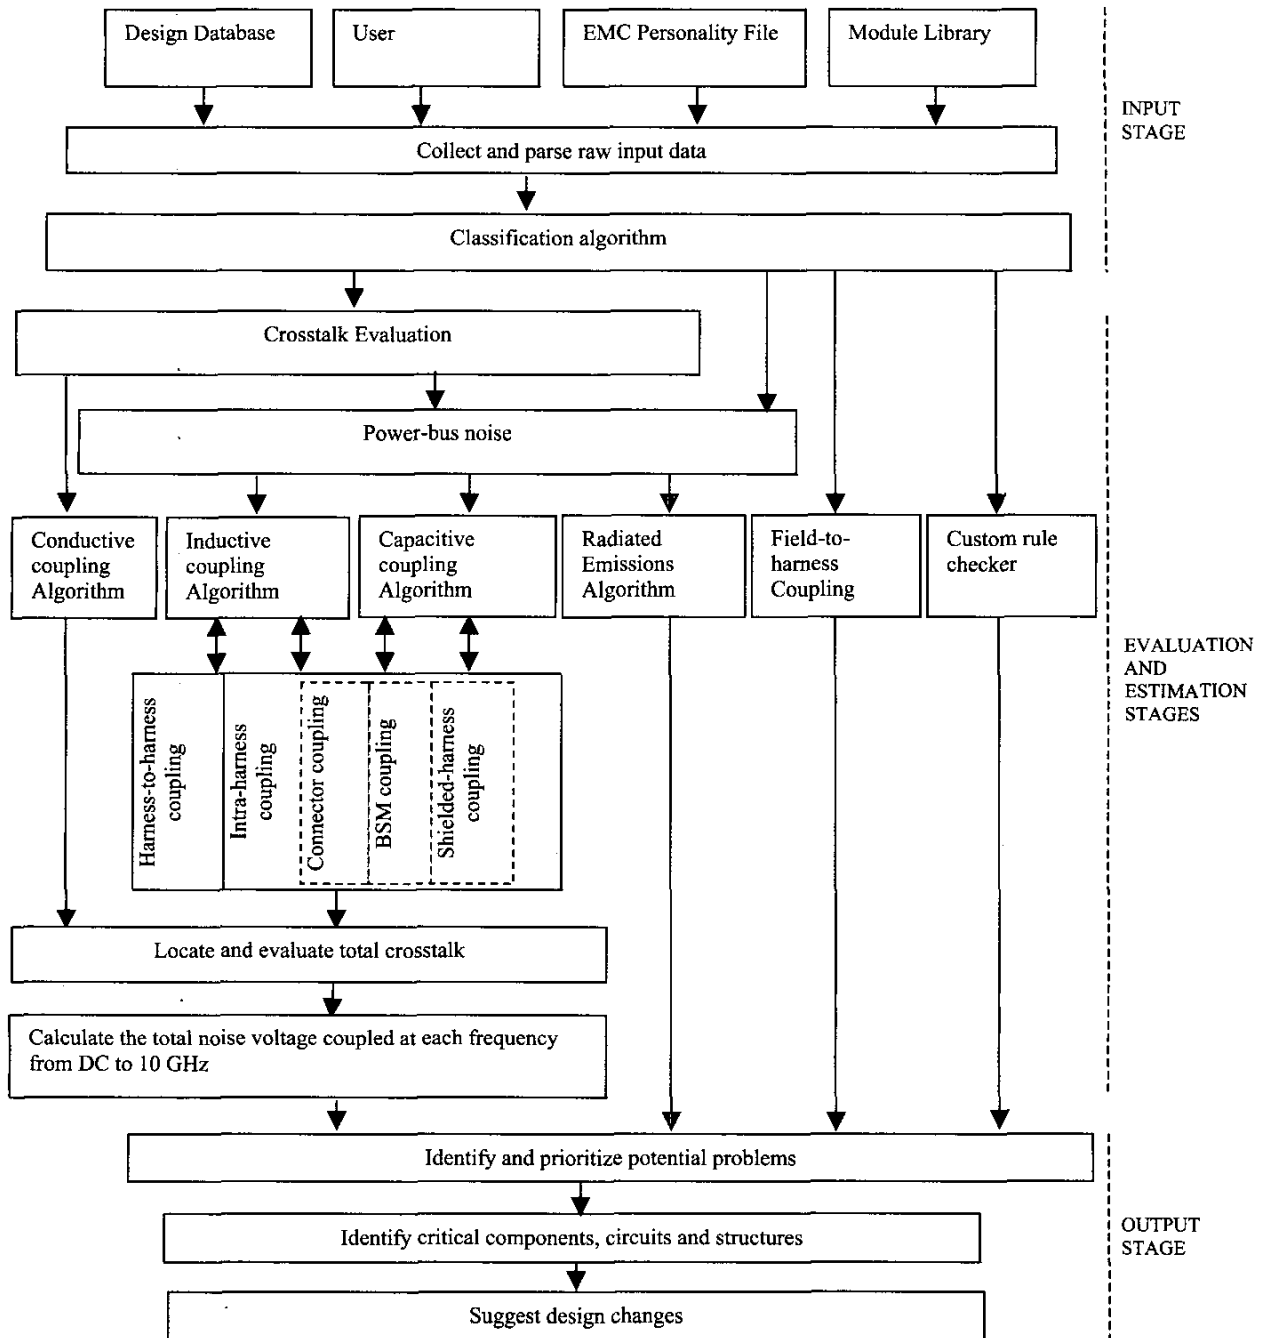 Design Database
User
EMC Personality File
Module Library
INPUT
STAGE
Collect and parse raw input data
Classification algorithm
Crosstalk Evaluation
Power-bus noise
Conductive
coupling
Algorithm
Inductive
coupling
Algorithm
Capacitive
coupling
Algorithm
Radiated
Emissions
Algorithm
Field-to-
harness
Coupling
Custom rule
checker
EVALUATION
AND
ESTIMATION
STAGES
Harness-to-harness
coupling
Intra-harness
coupling
Connector coupling
BSM coupling
Shielded-harness
coupling
Locate and evaluate total crosstalk
Calculate the total noise voltage coupled at each frequency
from DC to 10 GHz
Identify and prioritize potential problems
Identify critical components, circuits and structures
OUTPUT
STAGE
Suggest design changes